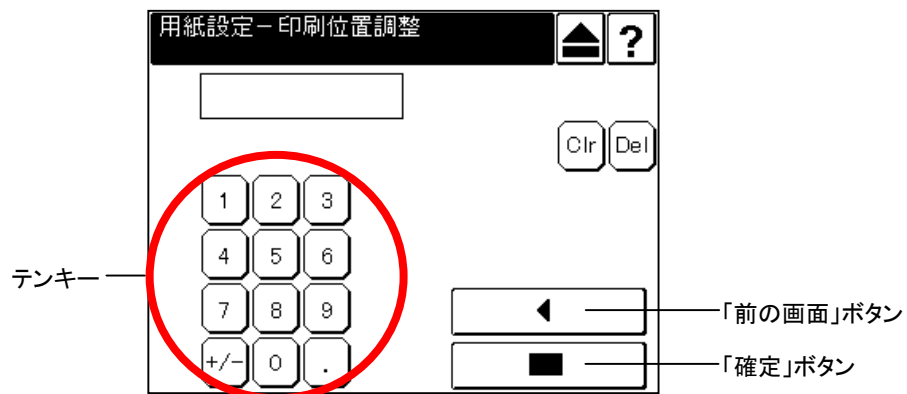 用紙設定－印刷位置調整
?
Clr Del
1 2 3
4 5 6
7 8 9
+/- 0 .
テンキー
「前の画面」ボタン
「確定」ボタン